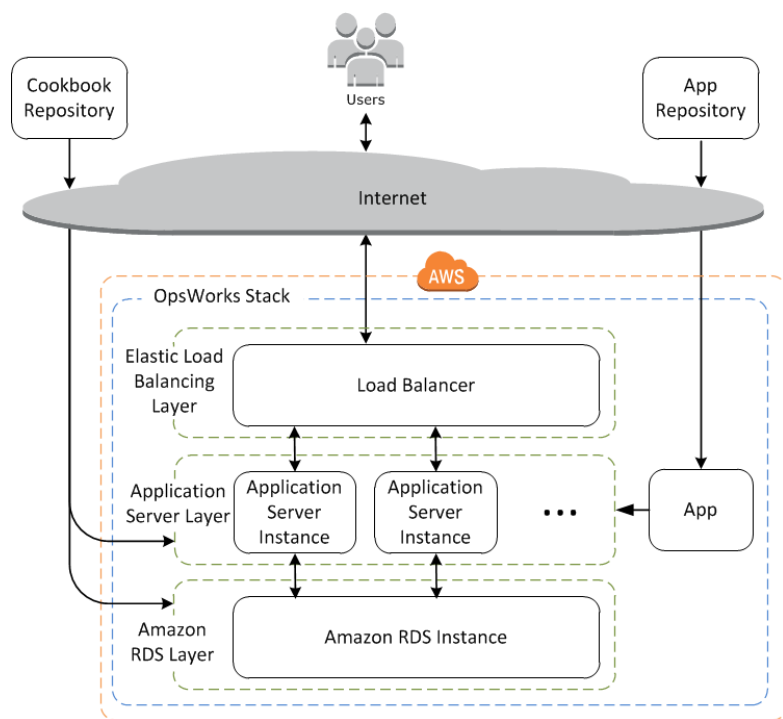 Users
Cookbook
Repository
App
Repository
Internet
AWS
OpsWorks Stack
Elastic Load
Balancing
Layer
Load Balancer
Application
Server Layer
Application
Server
Instance
Application
Server
Instance
...
App
Amazon
RDS Layer
Amazon RDS Instance